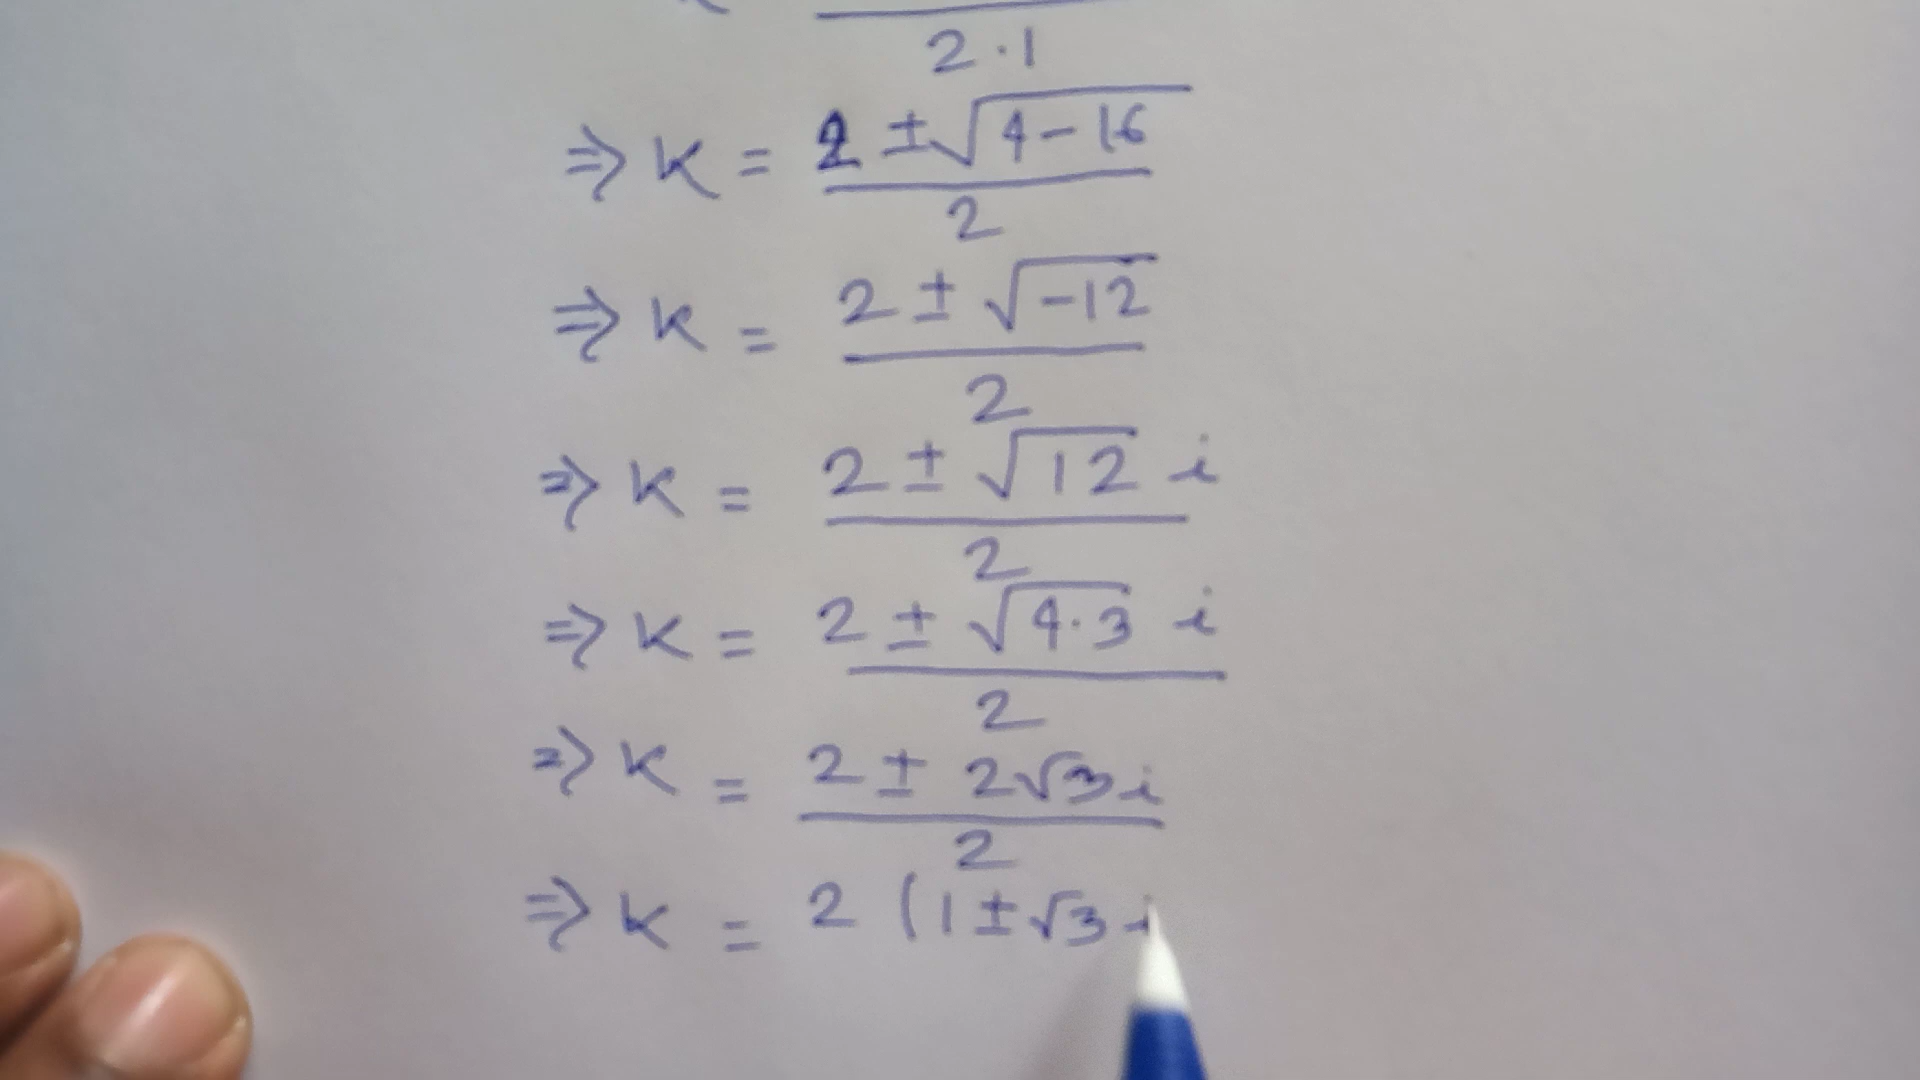 2·1
⇒ K = 2 ± √4-16 / 2
⇒ K = 2 ± √-12 / 2
⇒ K = 2 ± √12 i / 2
⇒ K = 2 ± √4·3 i / 2
⇒ K = 2 ± 2√3 i / 2
⇒ K = 2 (1 ± √3 i